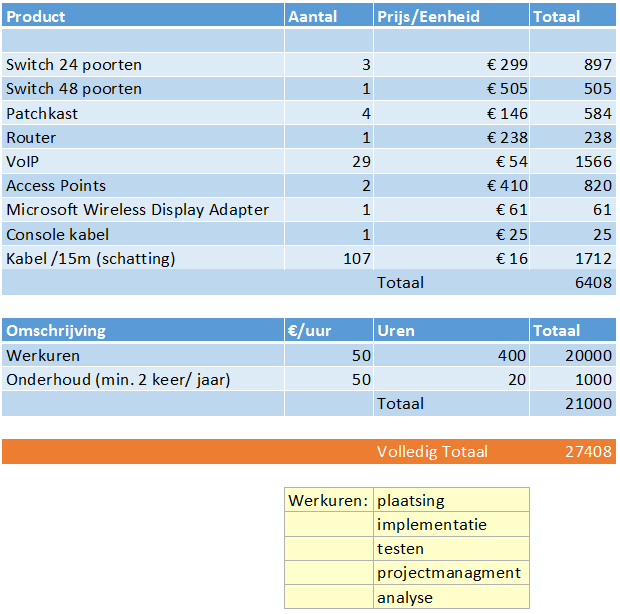 Product Aantal Prijs/Eenheid Totaal
Switch 24 poorten 3 € 299 897
Switch 48 poorten 1 € 505 505
Patchkast 4 € 146 584
Router 1 € 238 238
VoIP 29 € 54 1566
Access Points 2 € 410 820
Microsoft Wireless Display Adapter 1 € 61 61
Console kabel 1 € 25 25
Kabel /15m (schatting) 107 € 16 1712
Totaal 6408
Omschrijving €/uur Uren Totaal
Werkuren 50 400 20000
Onderhoud (min. 2 keer/ jaar) 50 20 1000
Totaal 21000
Volledig Totaal 27408
Werkuren: plaatsing
implementatie
testen
projectmanagment
analyse